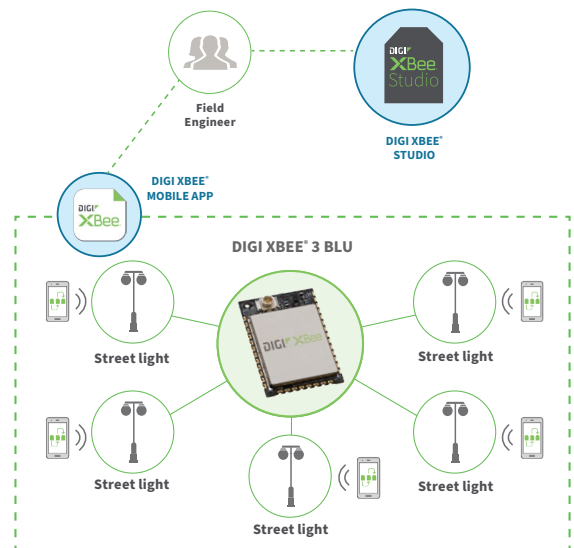 DIGI
XBee
Studio
Field
Engineer
DIGI XBEE®
STUDIO
DIGI XBEE®
MOBILE APP
DIGI
XBee
DIGI XBEE® 3 BLU
DIGI XBee
Street light
Street light
Street light
Street light
Street light